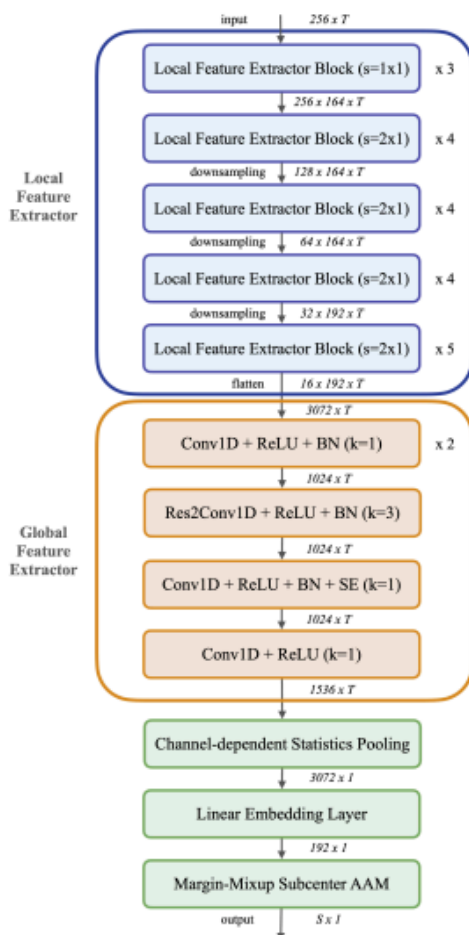 input 256 x T
Local Feature Extractor Block (s=1x1) x 3
256 x 164 x T
Local Feature Extractor Block (s=2x1) x 4
downsampling 128 x 164 x T
Local
Feature
Extractor
Local Feature Extractor Block (s=2x1) x 4
downsampling 64 x 164 x T
Local Feature Extractor Block (s=2x1) x 4
downsampling 32 x 192 x T
Local Feature Extractor Block (s=2x1) x 5
flatten 16 x 192 x T
3072 x T
Conv1D + ReLU + BN (k=1) x 2
1024 x T
Res2Conv1D + ReLU + BN (k=3)
Global
Feature
Extractor
1024 x T
Conv1D + ReLU + BN + SE (k=1)
1024 x T
Conv1D + ReLU (k=1)
1536 x T
Channel-dependent Statistics Pooling
3072 x 1
Linear Embedding Layer
192 x 1
Margin-Mixup Subcenter AAM
output S x 1